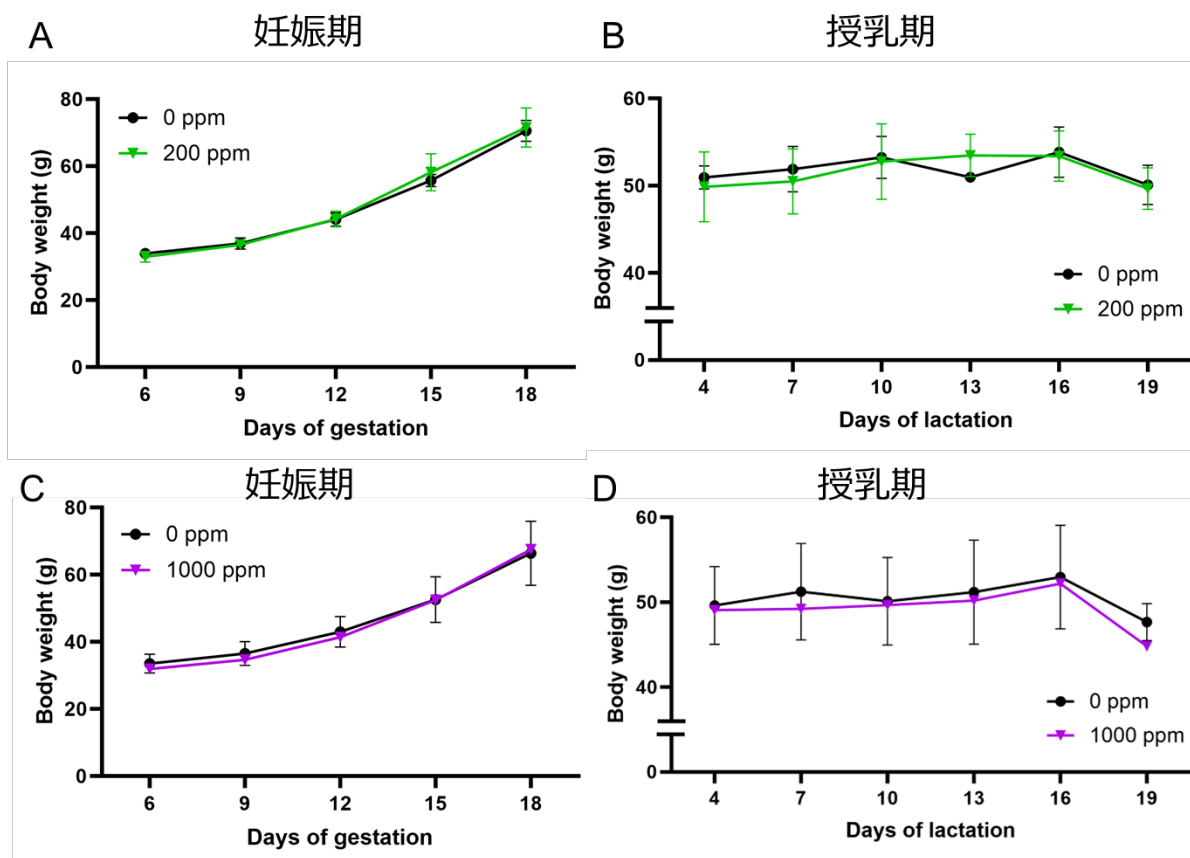 A
妊娠期
80
60
40
20
0
Body weight (g)
0 ppm
200 ppm
6 9 12 15 18
Days of gestation
B
授乳期
60
50
40
0
Body weight (g)
0 ppm
200 ppm
4 7 10 13 16 19
Days of lactation
C
妊娠期
80
60
40
20
0
Body weight (g)
0 ppm
1000 ppm
6 9 12 15 18
Days of gestation
D
授乳期
60
50
40
0
Body weight (g)
0 ppm
1000 ppm
4 7 10 13 16 19
Days of lactation